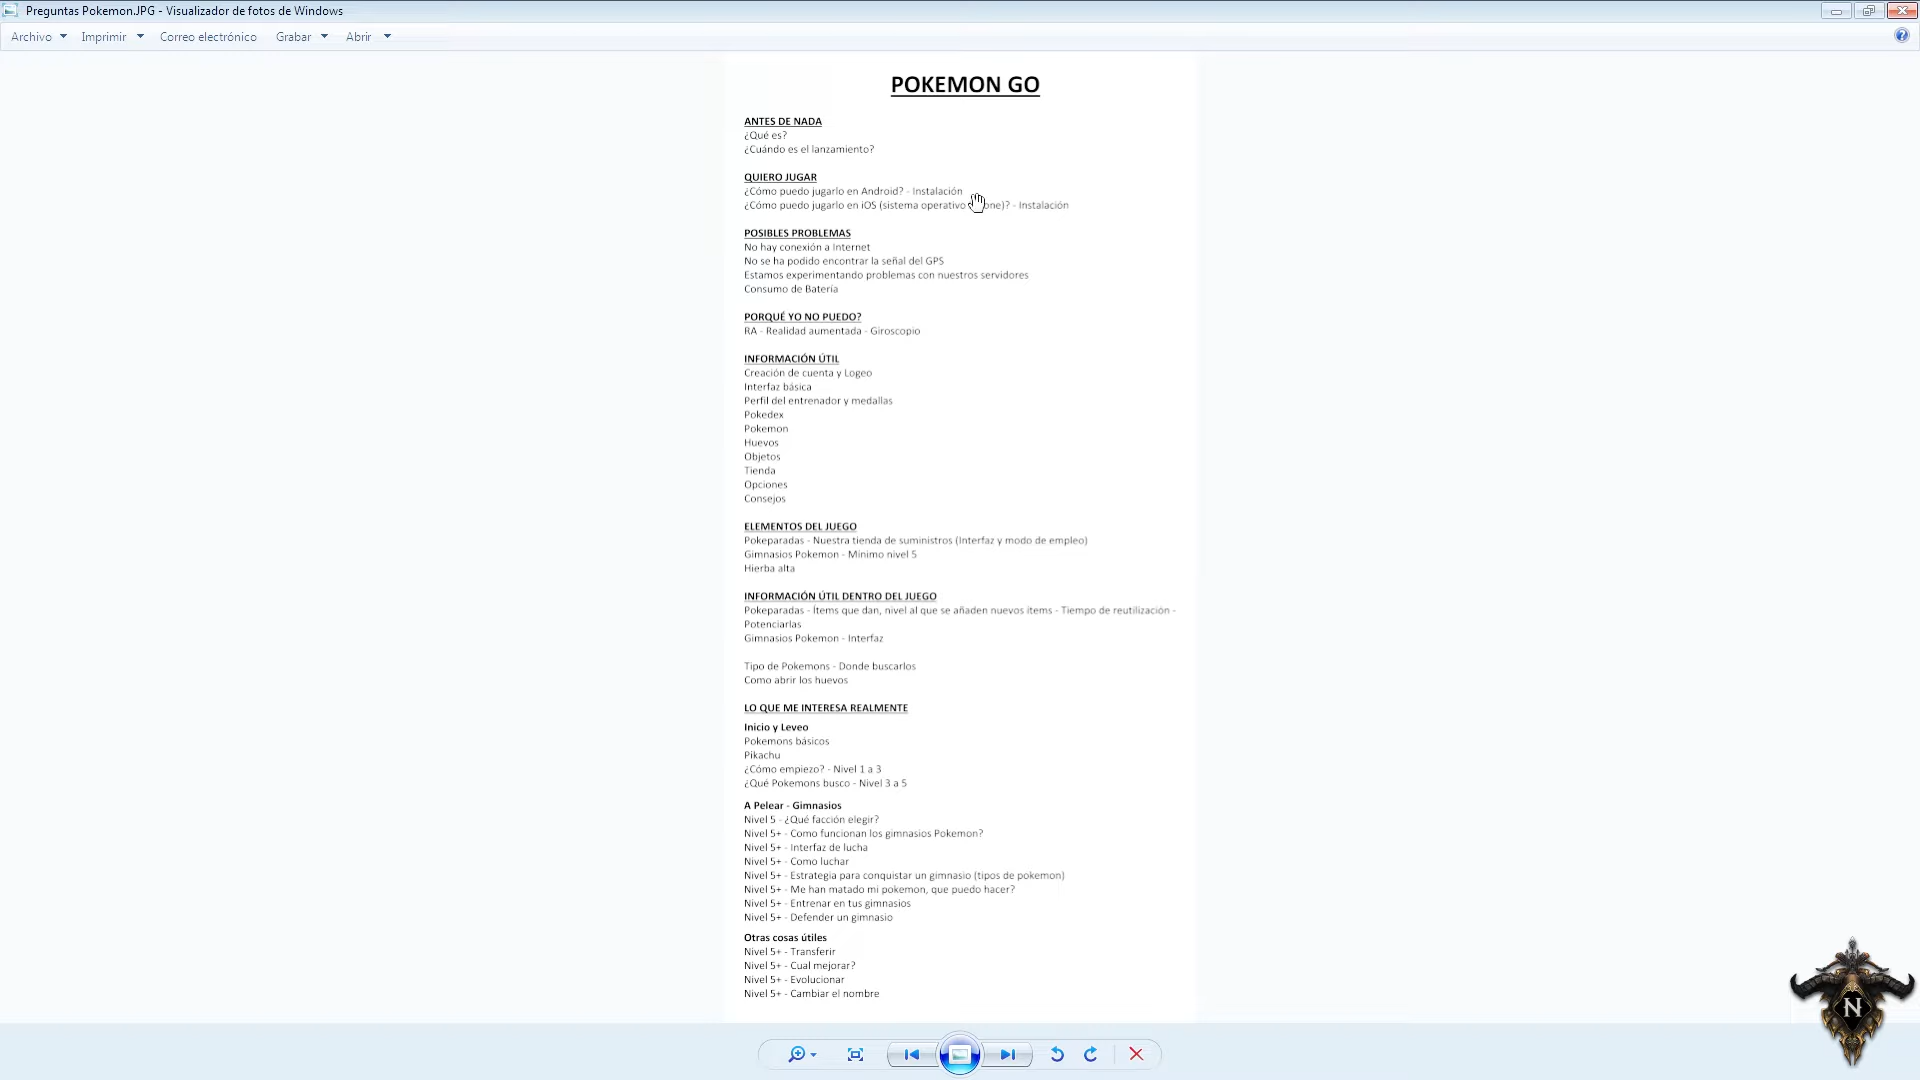 Preguntas Pokemon.JPG - Visualizador de fotos de Windows
Archivo Imprimir Correo electrónico Grabar Abrir
POKEMON GO
ANTES DE NADA
¿Qué es?
¿Cuándo es el lanzamiento?
QUIERO JUGAR
¿Cómo puedo jugarlo en Android? - Instalación
¿Cómo puedo jugarlo en iOS (sistema operativo one)? - Instalación
POSIBLES PROBLEMAS
No hay conexión a Internet
No se ha podido encontrar la señal del GPS
Estamos experimentando problemas con nuestros servidores
Consumo de Batería
PORQUÉ YO NO PUEDO?
RA - Realidad aumentada - Giroscopio
INFORMACIÓN ÚTIL
Creación de cuenta y Logeo
Interfaz básica
Perfil del entrenador y medallas
Pokedex
Pokemon
Huevos
Objetos
Tienda
Opciones
Consejos
ELEMENTOS DEL JUEGO
Pokeparadas - Nuestra tienda de suministros (Interfaz y modo de empleo)
Gimnasios Pokemon - Mínimo nivel 5
Hierba alta
INFORMACIÓN ÚTIL DENTRO DEL JUEGO
Pokeparadas - Ítems que dan, nivel al que se añaden nuevos ítems - Tiempo de reutilización -
Potenciarlas
Gimnasios Pokemon - Interfaz
Tipo de Pokemons - Donde buscarlos
Como abrir los huevos
LO QUE ME INTERESA REALMENTE
Inicio y Leveo
Pokemons básicos
Pikachu
¿Cómo empiezo? - Nivel 1 a 3
¿Qué Pokemons busco - Nivel 3 a 5
A Pelear - Gimnasios
Nivel 5 - ¿Qué facción elegir?
Nivel 5+ - Como funcionan los gimnasios Pokemon?
Nivel 5+ - Interfaz de lucha
Nivel 5+ - Como luchar
Nivel 5+ - Estrategia para conquistar un gimnasio (tipos de pokemon)
Nivel 5+ - Me han matado mi pokemon, que puedo hacer?
Nivel 5+ - Entrenar en tus gimnasios
Nivel 5+ - Defender un gimnasio
Otras cosas útiles
Nivel 5+ - Transferir
Nivel 5+ - Cual mejorar?
Nivel 5+ - Evolucionar
Nivel 5+ - Cambiar el nombre
N